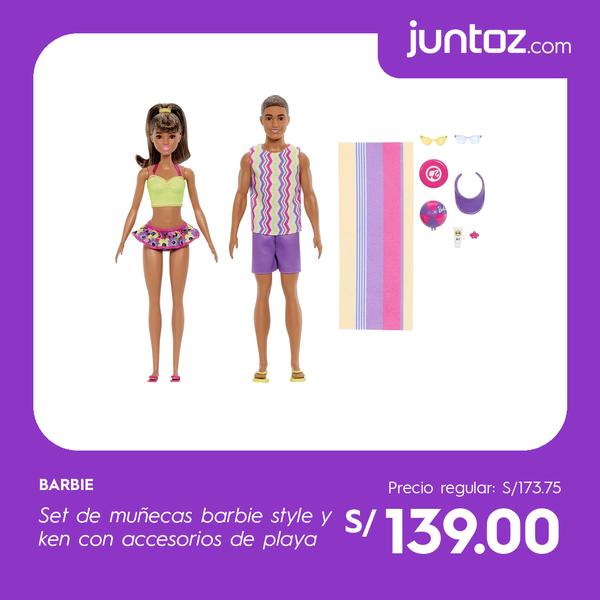 juntoz.com
BARBIE
Set de muñecas barbie style y
ken con accesorios de playa
Precio regular: S/173.75
S/ 139.00